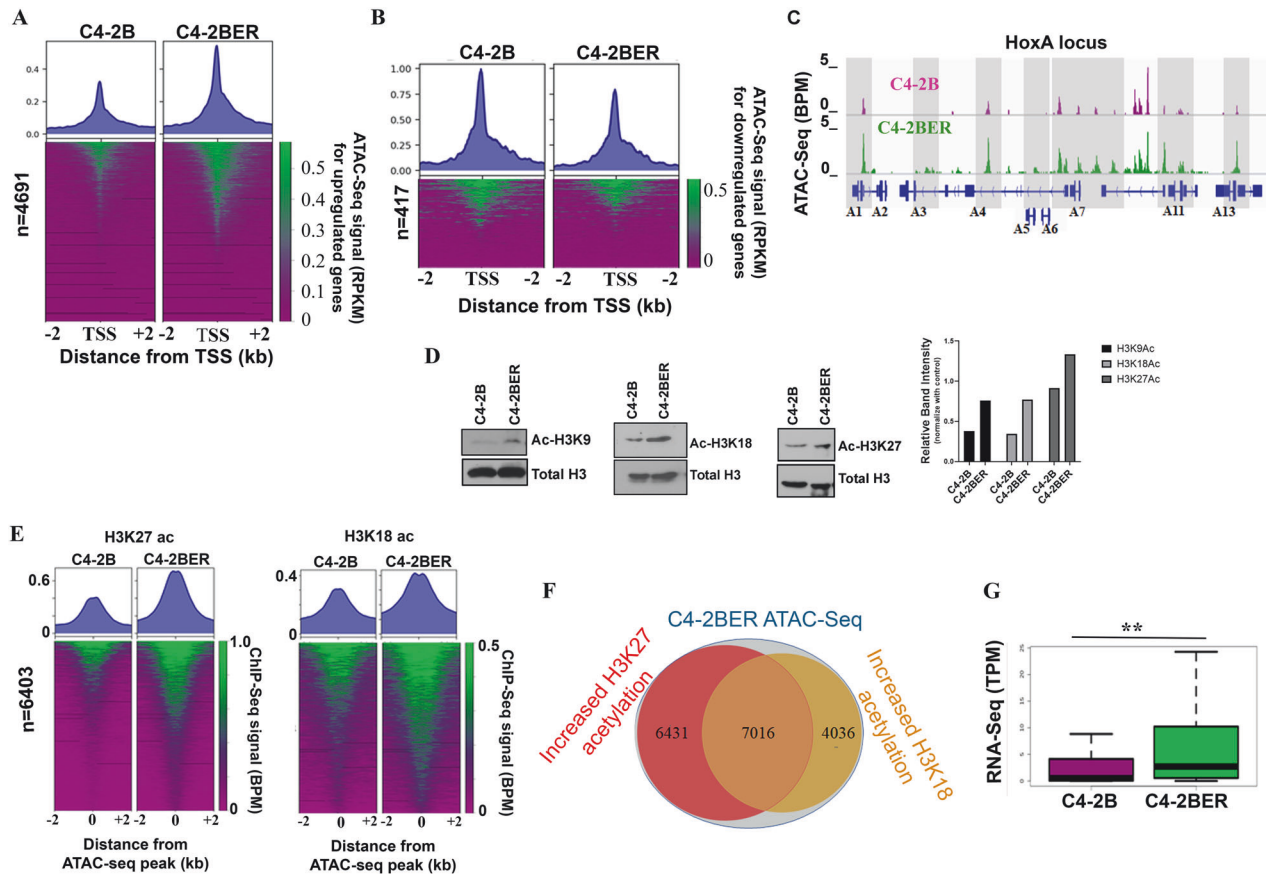 A
C4-2B
C4-2BER
0.4
0.2
0.0
n=4691
ATAC-Seq signal (RPKM)
for upregulated genes
0.5
0.4
0.3
0.2
0.1
0
-2 TSS +2
-2 TSS +2
Distance from TSS (kb)
B
C4-2B
C4-2BER
1.00
0.75
0.50
0.25
0.00
n=417
ATAC-Seq signal (RPKM)
for downregulated genes
0.5
0
-2 TSS -2
-2 TSS -2
Distance from TSS (kb)
C
HoxA locus
ATAC-Seq (BPM)
5_
C4-2B
0_
5_
C4-2BER
0_
A1 A2 A3 A4 A7 A11 A13
A5 A6
D
C4-2B
C4-2BER
Ac-H3K9
Total H3
C4-2B
C4-2BER
Ac-H3K18
Total H3
C4-2B
C4-2BER
Ac-H3K27
Total H3
Relative Band Intensity
(normalize with control)
1.5
1.0
0.5
0.0
C4-2B
C4-2BER
C4-2B
C4-2BER
C4-2B
C4-2BER
H3K9Ac
H3K18Ac
H3K27Ac
E
H3K27 ac
C4-2B
C4-2BER
0.6
0
n=6403
1.0
0
ChIP-Seq signal (BPM)
-2 0 +2
-2 0 +2
Distance from
ATAC-seq peak (kb)
H3K18 ac
C4-2B
C4-2BER
0.4
0
0.5
0
ChIP-Seq signal (BPM)
-2 0 +2
-2 0 +2
Distance from
ATAC-seq peak (kb)
F
C4-2BER ATAC-Seq
Increased H3K27
acetylation
6431
7016
4036
Increased H3K18
acetylation
G
RNA-Seq (TPM)
**
25
20
15
10
5
0
C4-2B
C4-2BER